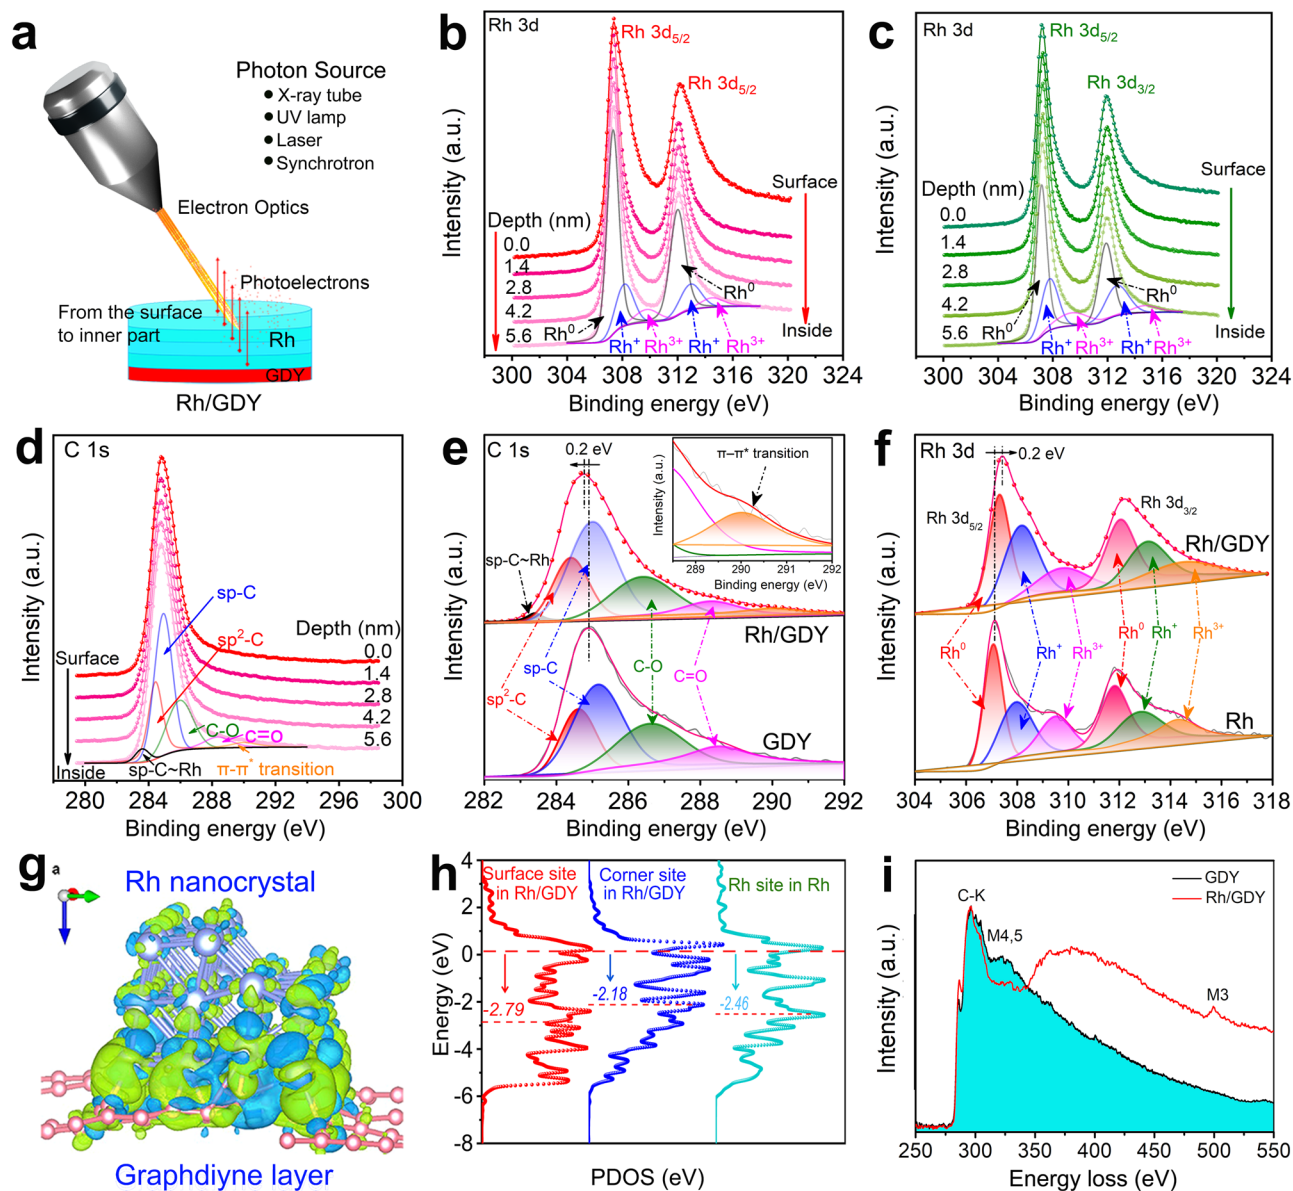 a
Photon Source
● X-ray tube
● UV lamp
● Laser
● Synchrotron
Electron Optics
Photoelectrons
From the surface
to inner part
Rh
GDY
Rh/GDY
b
Rh 3d
Rh 3d5/2
Rh 3d5/2
Surface
Depth (nm)
0.0
1.4
2.8
4.2
5.6
Rh0
Rh0
Inside
Rh+
Rh3+
Rh+
Rh3+
300 304 308 312 316 320 324
Binding energy (eV)
Intensity (a.u.)
c
Rh 3d
Rh 3d5/2
Rh 3d3/2
Surface
Depth (nm)
0.0
1.4
2.8
4.2
5.6
Rh0
Rh0
Inside
Rh+
Rh3+
Rh+
Rh3+
300 304 308 312 316 320 324
Binding energy (eV)
Intensity (a.u.)
d
C 1s
sp-C
sp2-C
Depth (nm)
0.0
1.4
2.8
4.2
5.6
Surface
Inside
C-O
C=O
sp-C~Rh
π-π* transition
280 284 288 292 296 300
Binding energy (eV)
Intensity (a.u.)
e
C 1s
0.2 eV
π–π* transition
Intensity (a.u.)
289 290 291 292
Binding energy (eV)
sp-C~Rh
Rh/GDY
sp-C
sp2-C
C-O
C=O
GDY
282 284 286 288 290 292
Binding energy (eV)
Intensity (a.u.)
f
Rh 3d
0.2 eV
Rh 3d5/2
Rh 3d3/2
Rh/GDY
Rh0
Rh+
Rh3+
Rh0
Rh+
Rh3+
Rh
304 306 308 310 312 314 316 318
Binding energy (eV)
Intensity (a.u.)
g
a
Rh nanocrystal
Graphdiyne layer
h
Surface site
in Rh/GDY
Corner site
in Rh/GDY
Rh site in Rh
-2.79
-2.18
-2.46
4
2
0
-2
-4
-6
-8
Energy (eV)
PDOS (eV)
i
GDY
Rh/GDY
C-K
M4,5
M3
250 300 350 400 450 500 550
Energy loss (eV)
Intensity (a.u.)